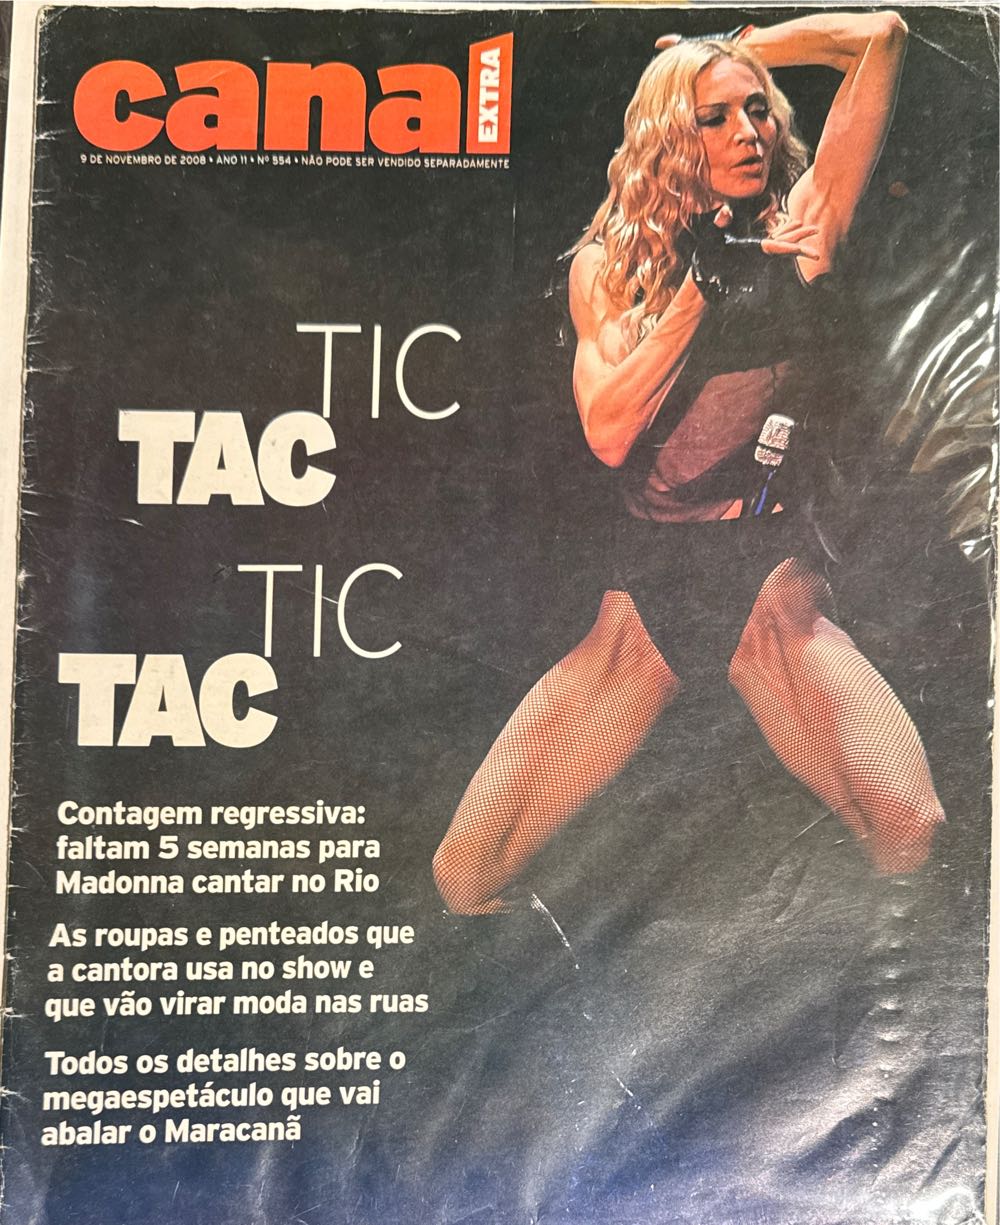 canal
EXTRA
9 DE NOVEMBRO DE 2008 • ANO 11 • Nº 554 • NÃO PODE SER VENDIDO SEPARADAMENTE
TIC
TAC
TIC
TAC
Contagem regressiva:
faltam 5 semanas para
Madonna cantar no Rio
As roupas e penteados que
a cantora usa no show e
que vão virar moda nas ruas
Todos os detalhes sobre o
megaespetáculo que vai
abalar o Maracanã